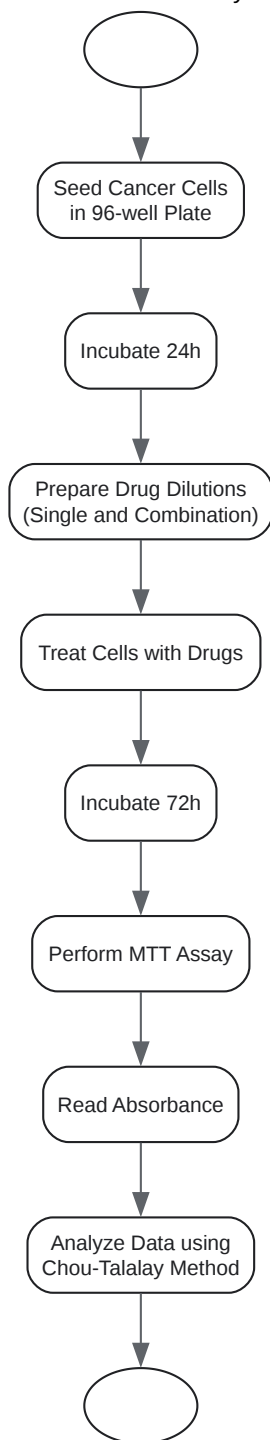 Seed Cancer Cells
in 96-well Plate
Incubate 24h
Prepare Drug Dilutions
(Single and Combination)
Treat Cells with Drugs
Incubate 72h
Perform MTT Assay
Read Absorbance
Analyze Data using
Chou-Talalay Method